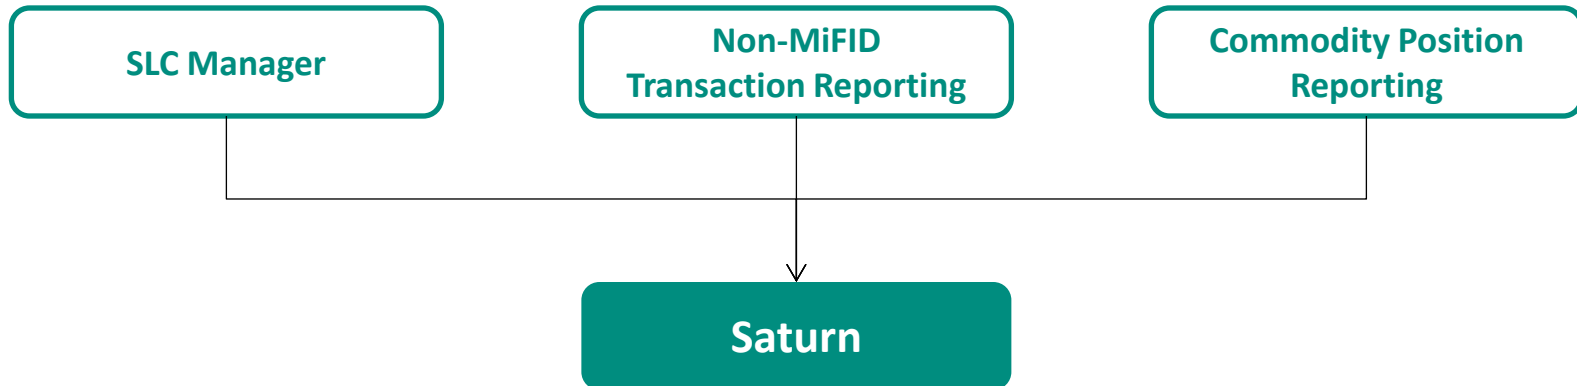 SLC Manager
Non-MiFID
Transaction Reporting
Commodity Position
Reporting
Saturn